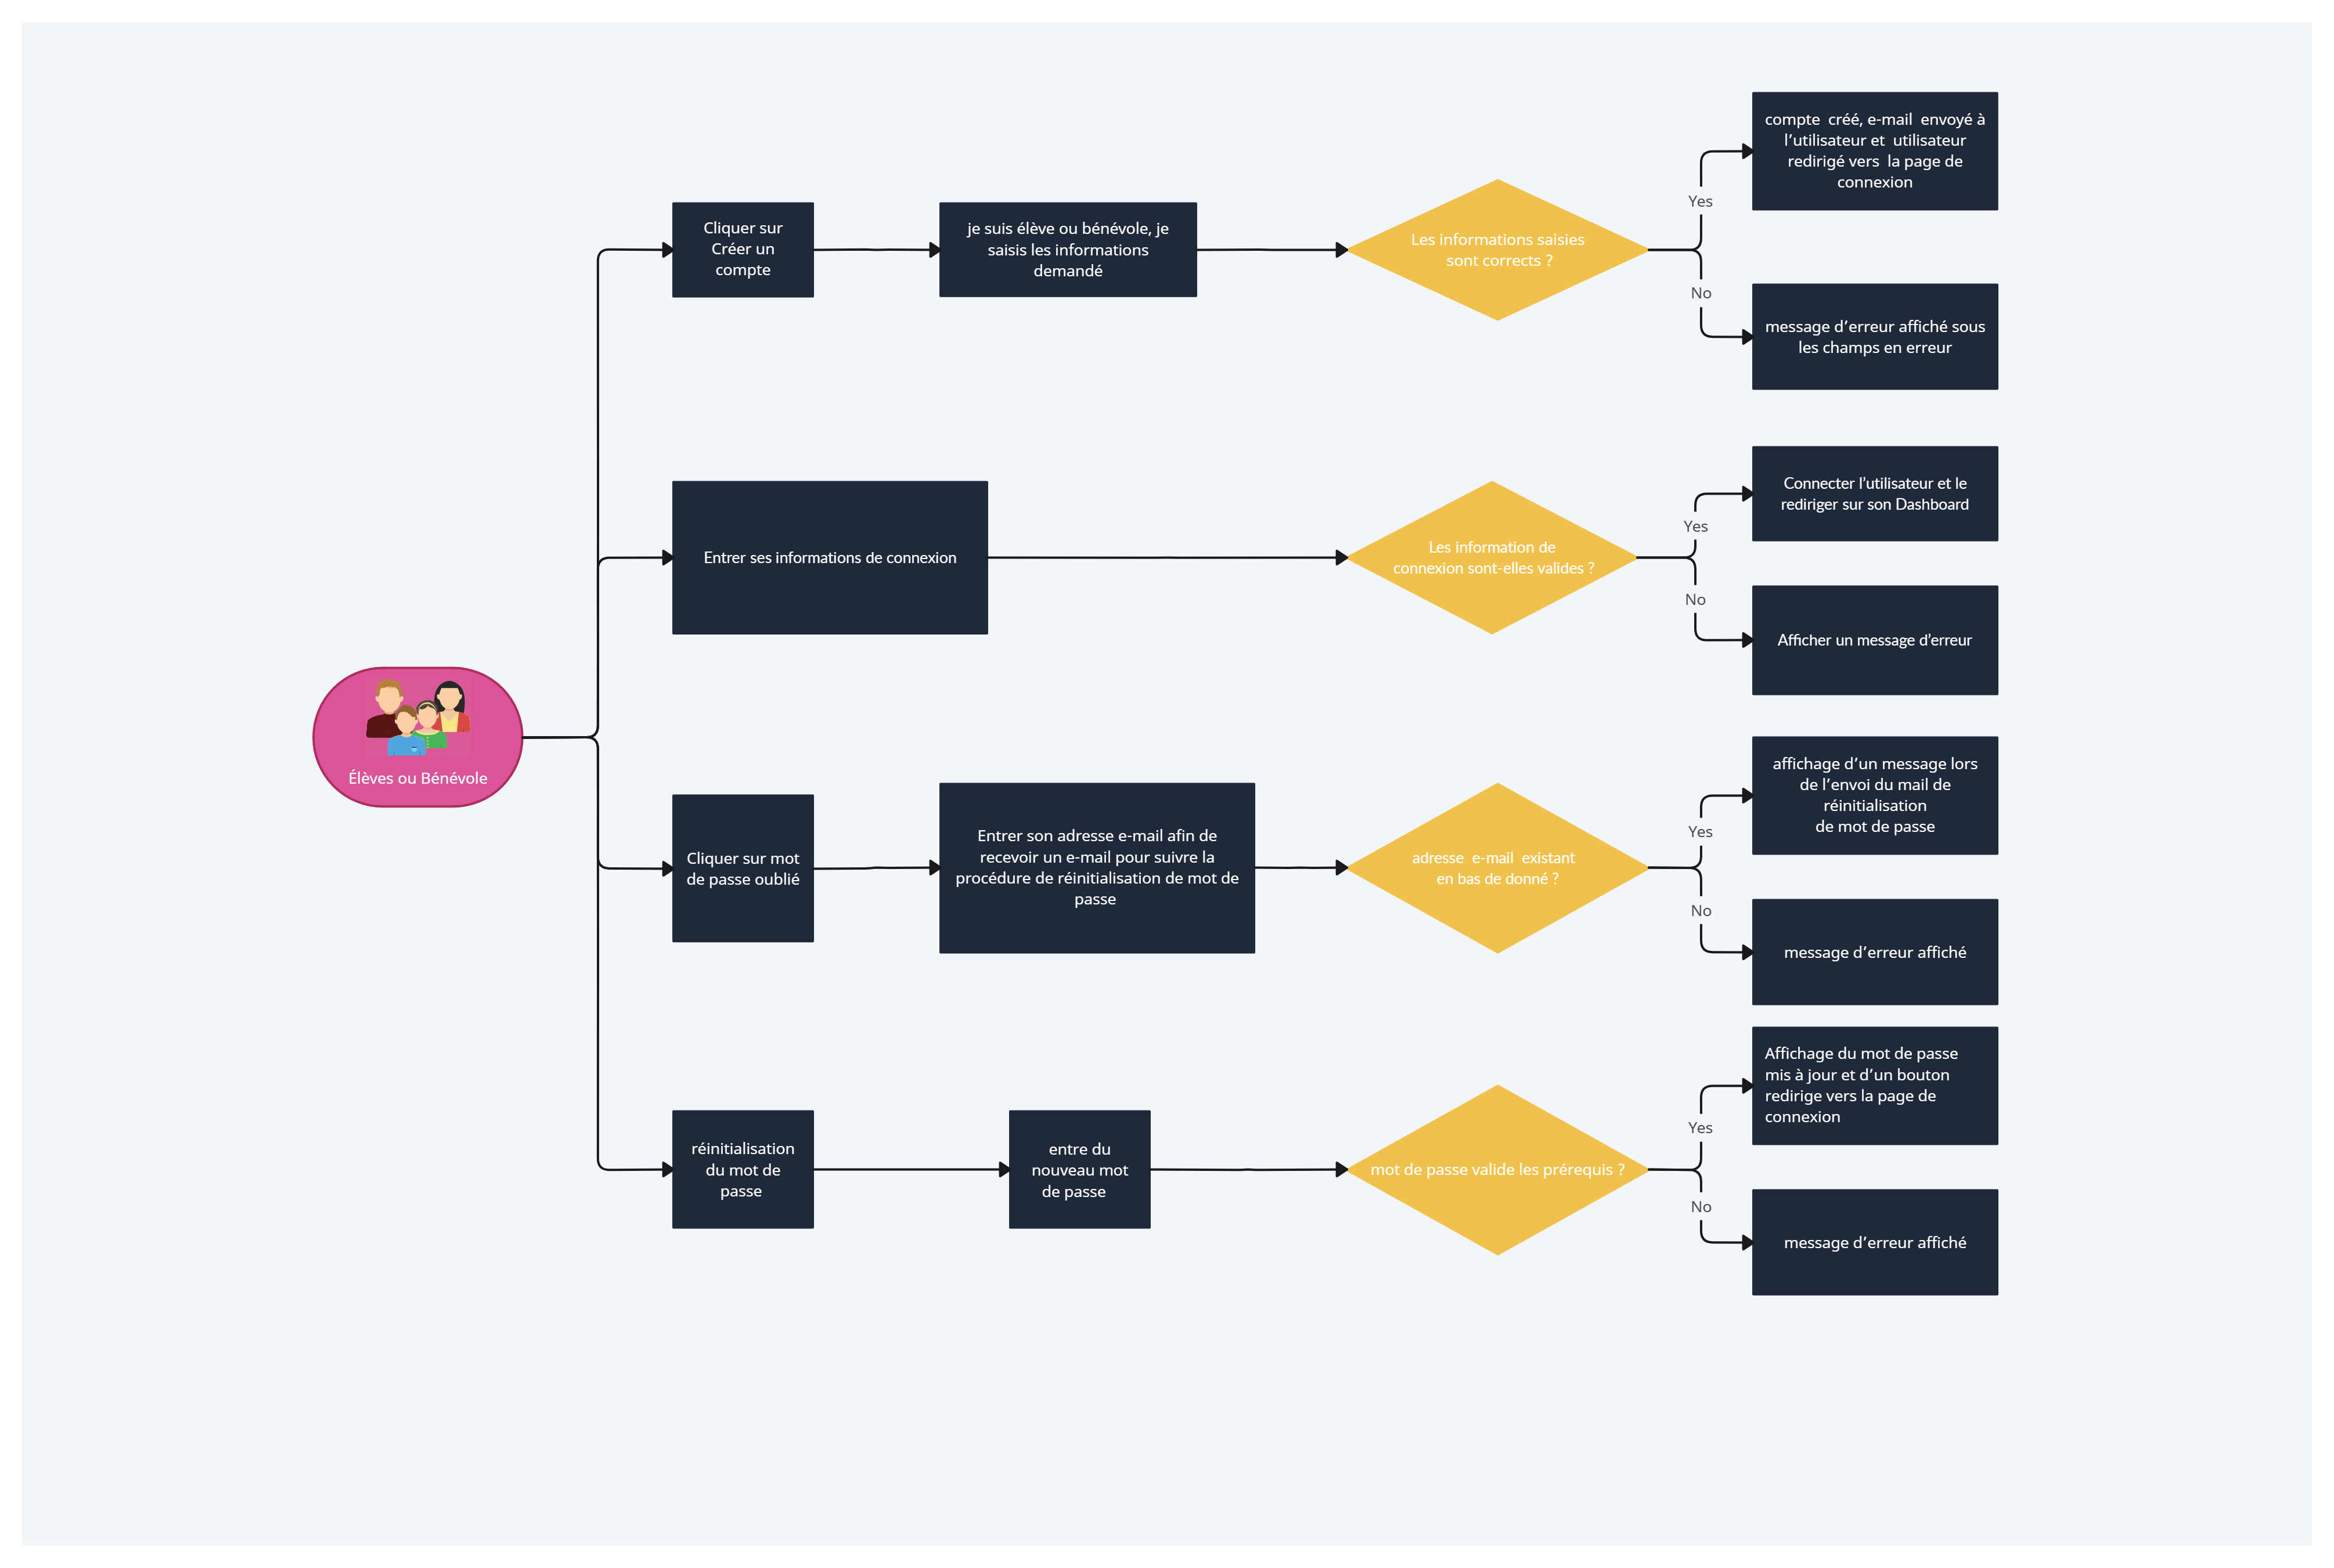 Élèves ou Bénévole
Cliquer sur
Créer un
compte
je suis élève ou bénévole, je
saisis les informations
demandé
Les informations saisies
sont corrects ?
Yes
compte  créé, e-mail  envoyé à
l’utilisateur et  utilisateur
redirigé vers  la page de
connexion
No
message d’erreur affiché sous
les champs en erreur
Entrer ses informations de connexion
Les information de
connexion sont-elles valides ?
Yes
Connecter l’utilisateur et le
rediriger sur son Dashboard
No
Afficher un message d’erreur
Cliquer sur mot
de passe oublié
Entrer son adresse e-mail afin de
recevoir un e-mail pour suivre la
procédure de réinitialisation de mot de
passe
adresse  e-mail  existant
en bas de donné ?
Yes
affichage d’un message lors
de l’envoi du mail de
réinitialisation
de mot de passe
No
message d’erreur affiché
réinitialisation
du mot de
passe
entre du
nouveau mot
de passe
mot de passe valide les prérequis ?
Yes
Affichage du mot de passe
mis à jour et d’un bouton
redirige vers la page de
connexion
No
message d’erreur affiché